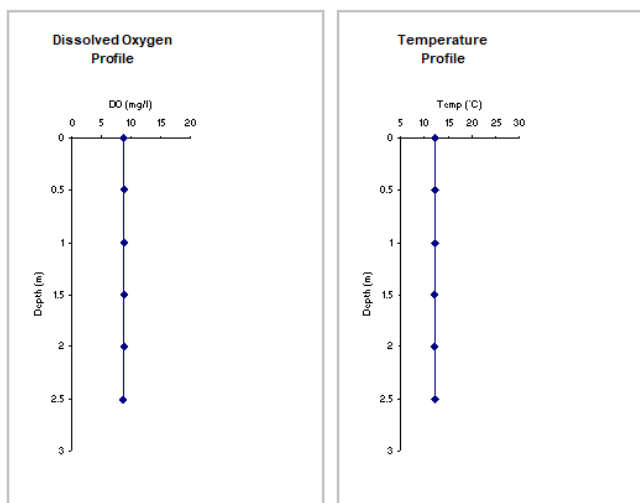 Dissolved Oxygen
Profile
DO (mg/l)
0 5 10 15 20
0
0.5
1
1.5
2
2.5
3
Depth (m)
Temperature
Profile
Temp (°C)
5 10 15 20 25 30
0
0.5
1
1.5
2
2.5
3
Depth (m)